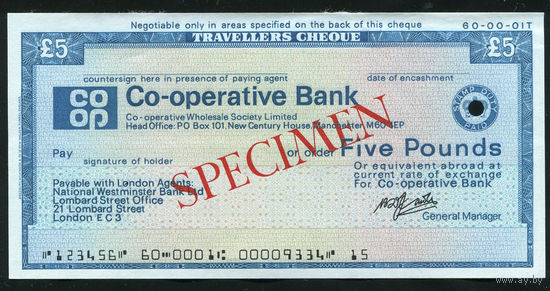 Negotiable only in areas specified on the back of this cheque
60-00-01T
£5
TRAVELLERS CHEQUE
£5
countersign here in presence of paying agent
date of encashment
CO OP
Co-operative Bank
Co-operative Wholesale Society Limited
Head Office: PO Box 101, New Century House, Manchester M60 4EP
STAMP DUTY PAID
SPECIMEN
Pay
or order
Five Pounds
signature of holder
Or equivalent abroad at
current rate of exchange
For Co-operative Bank
Payable with London Agents:
National Westminster Bank Ltd
Lombard Street Office
21 Lombard Street
London EC3
General Manager
⑈123456⑈ 60⑉0001⑆ 00009334⑈ 15
www.ay.by